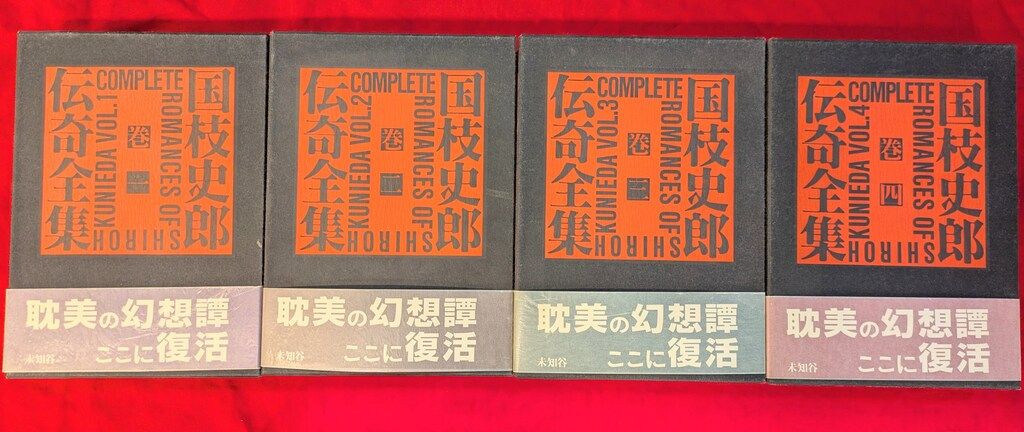 国枝史郎
伝奇全集
COMPLETE
ROMANCES OF
SHIROH
KUNIEDA VOL.1
巻
壹
耽美の幻想譚
ここに復活
未知谷
国枝史郎
伝奇全集
COMPLETE
ROMANCES OF
SHIROH
KUNIEDA VOL.2
巻
耽美の幻想譚
ここに復活
未知谷
国枝史郎
伝奇全集
COMPLETE
ROMANCES OF
SHIROH
KUNIEDA VOL.3
巻
三
耽美の幻想譚
ここに復活
未知谷
国枝史郎
伝奇全集
COMPLETE
ROMANCES OF
SHIROH
KUNIEDA VOL.4
巻
四
耽美の幻想譚
ここに復活
未知谷